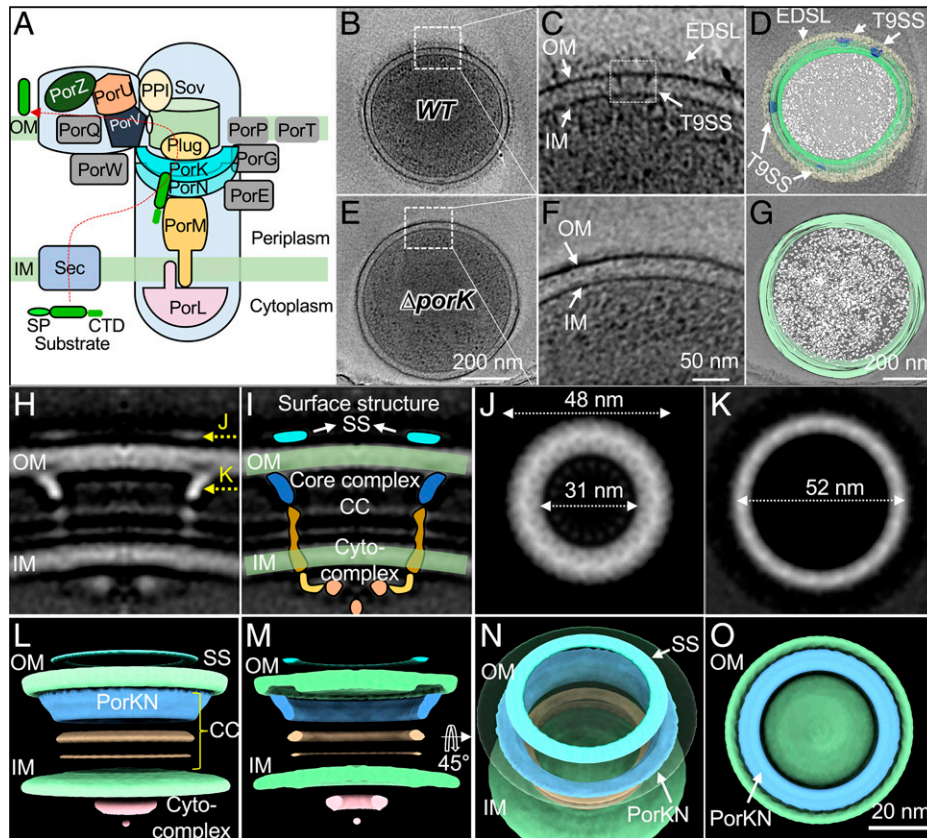 A
PorZ
PorU
PPI
Sov
OM
PorQ
PorV
Plug
PorP
PorT
PorW
PorK
PorG
PorN
PorE
PorM
Periplasm
IM
Sec
PorL
Cytoplasm
SP
CTD
Substrate
B
WT
C
EDSL
OM
IM
T9SS
D
EDSL
T9SS
T9SS
E
ΔporK
200 nm
F
OM
IM
50 nm
G
200 nm
H
J
OM
K
IM
I
Surface structure
SS
OM
Core complex
CC
IM
Cyto-
complex
J
48 nm
31 nm
K
52 nm
L
OM
SS
PorKN
CC
IM
Cyto-
complex
M
OM
45°
N
SS
OM
IM
PorKN
O
OM
PorKN
20 nm